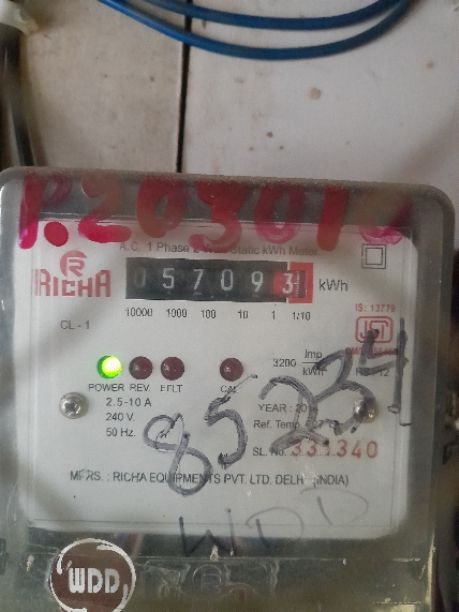 P.20301
A.C. 1 Phase 2 Wire Static kWh Meter
R
RICHA
057093 kWh
10000 1000 100 10 1 1/10
IS: 13779
CL - 1
3200 Imp/kWh
POWER REV. EFLT CAL
2.5-10 A
240 V.
50 Hz.
YEAR : 20
Ref. Temp.
85234
SL. No. 331340
MFRS. : RICHA EQUIPMENTS PVT. LTD. DELHI (INDIA)
WDD
WDD